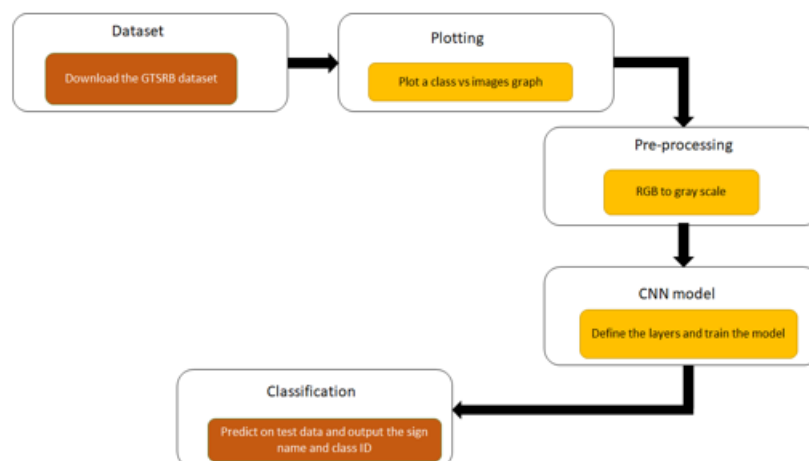 Dataset
Download the GTSRB dataset
Plotting
Plot a class vs images graph
Pre-processing
RGB to gray scale
CNN model
Define the layers and train the model
Classification
Predict on test data and output the sign
name and class ID